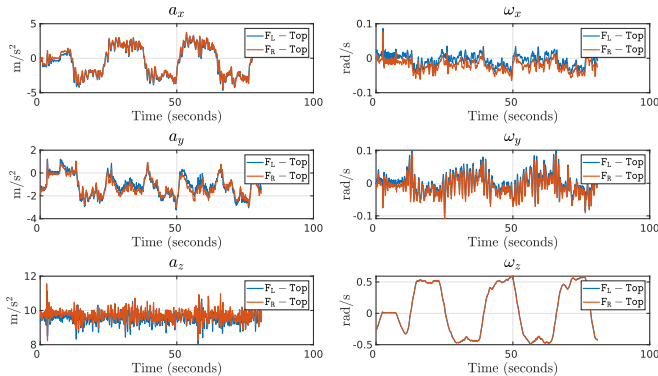 a_x
5
0
-5
m/s²
0
50
100
Time (seconds)
F_L − Top
F_R − Top
ω_x
0.1
0
-0.1
rad/s
0
50
100
Time (seconds)
F_L − Top
F_R − Top
a_y
2
0
-2
-4
m/s²
0
50
100
Time (seconds)
F_L − Top
F_R − Top
ω_y
0.1
0
-0.1
rad/s
0
50
100
Time (seconds)
F_L − Top
F_R − Top
a_z
12
10
8
m/s²
0
50
100
Time (seconds)
F_L − Top
F_R − Top
ω_z
0.5
0
-0.5
rad/s
0
50
100
Time (seconds)
F_L − Top
F_R − Top